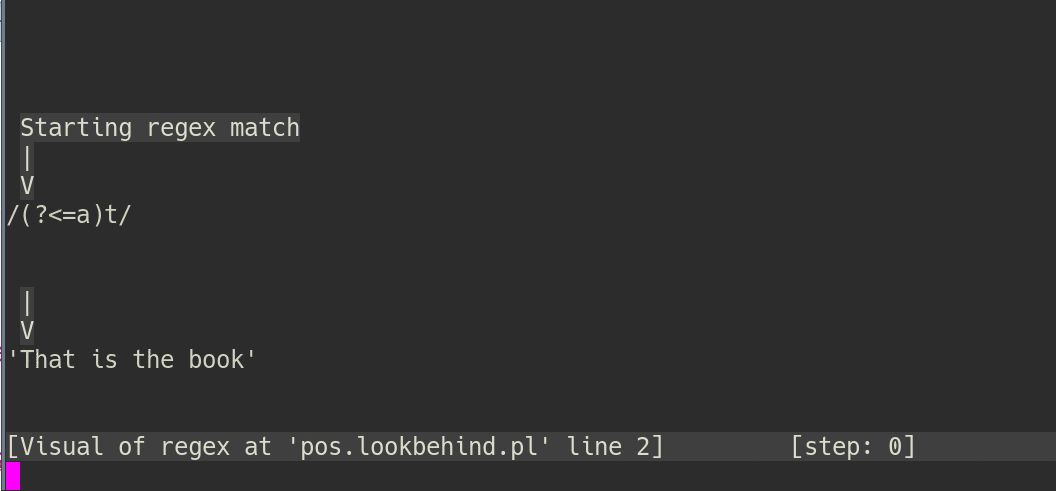 Starting regex match
|
V
/(?<=a)t/
|
V
'That is the book'
[Visual of regex at 'pos.lookbehind.pl' line 2] [step: 0]